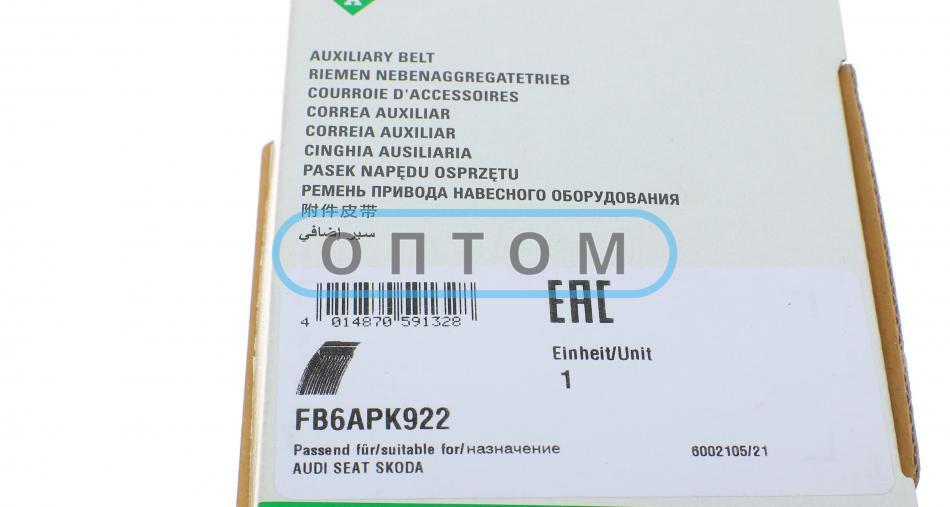 A
AUXILIARY BELT
RIEMEN NEBENAGGREGATETRIEB
COURROIE D'ACCESSOIRES
CORREA AUXILIAR
CORREIA AUXILIAR
CINGHIA AUSILIARIA
PASEK NAPĘDU OSPRZĘTU
РЕМЕНЬ ПРИВОДА НАВЕСНОГО ОБОРУДОВАНИЯ
附件皮带
سير اضافي
ОПТОМ
4 014870 591328
EAC
Einheit/Unit
1
FB6APK922
Passend für/suitable for/назначение
6002105/21
AUDI SEAT SKODA